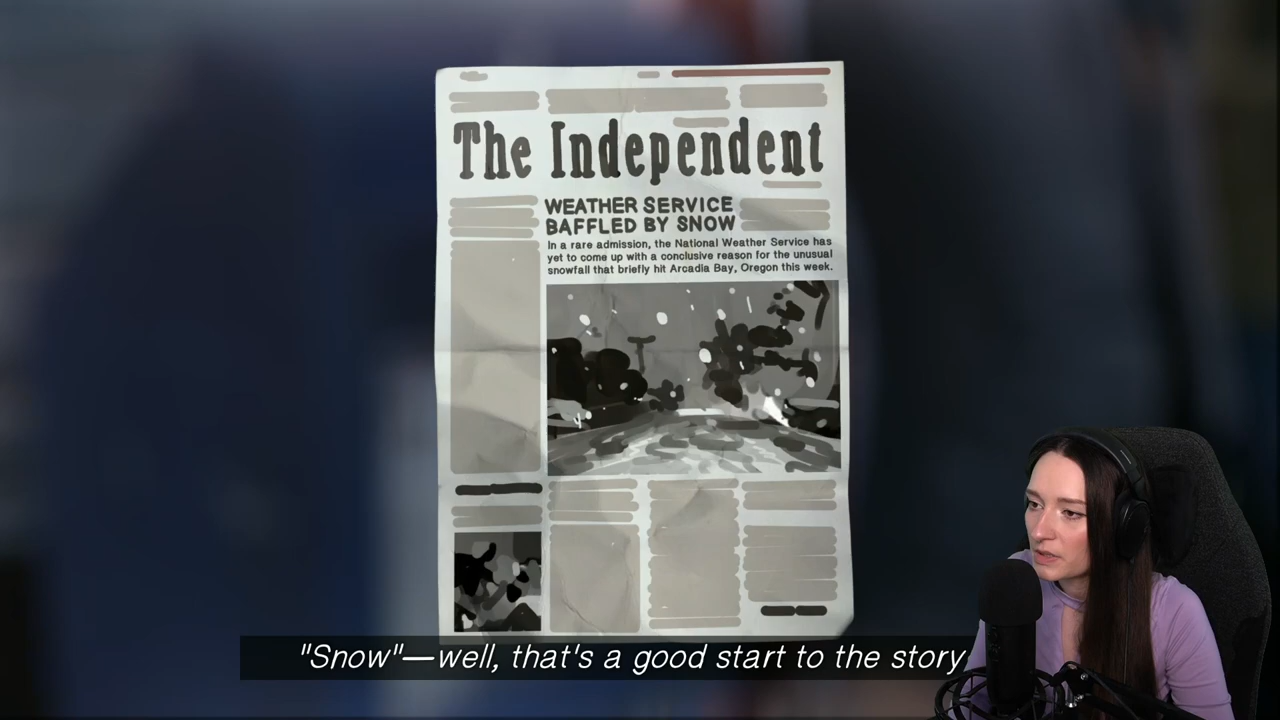 The Independent
WEATHER SERVICE
BAFFLED BY SNOW
In a rare admission, the National Weather Service has
yet to come up with a conclusive reason for the unusual
snowfall that briefly hit Arcadia Bay, Oregon this week.
"Snow"—well, that's a good start to the story